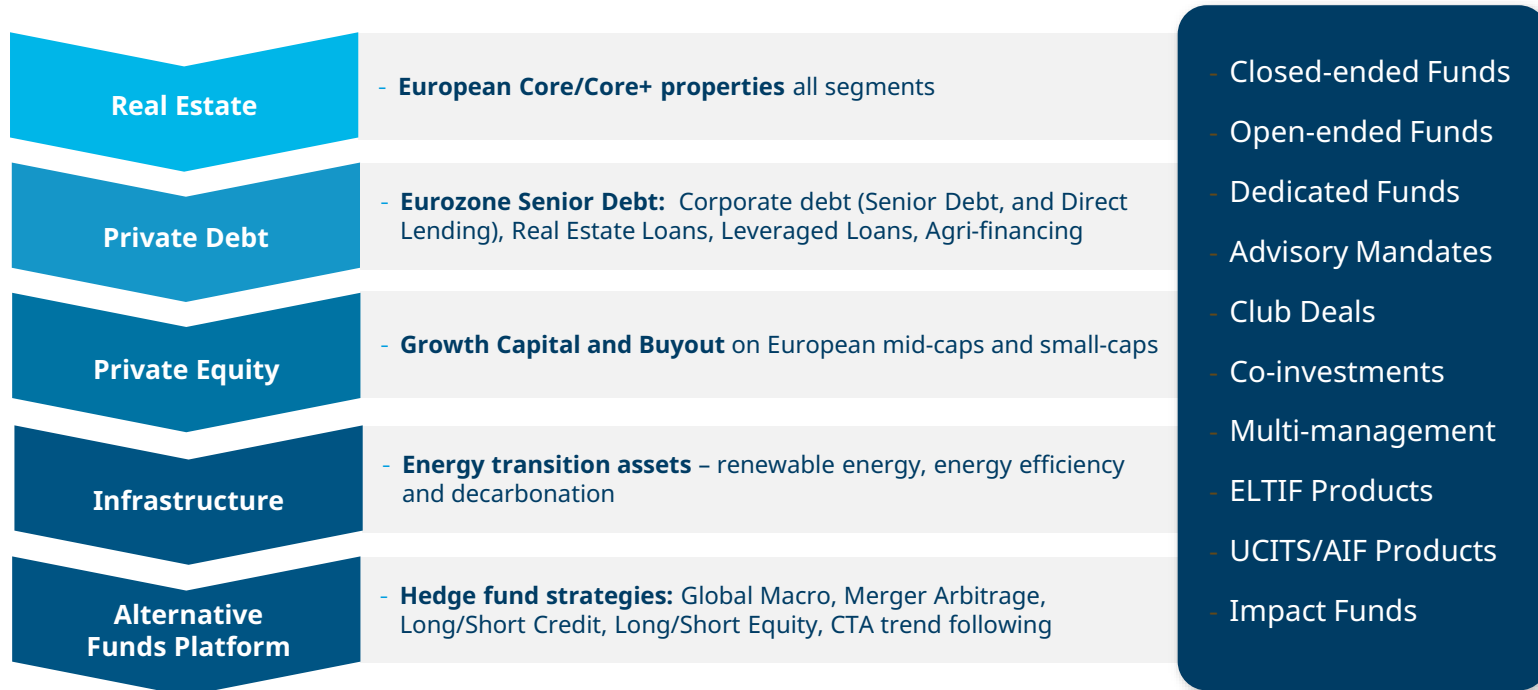 Real Estate
- European Core/Core+ properties all segments
Private Debt
- Eurozone Senior Debt: Corporate debt (Senior Debt, and Direct
Lending), Real Estate Loans, Leveraged Loans, Agri-financing
Private Equity
- Growth Capital and Buyout on European mid-caps and small-caps
Infrastructure
- Energy transition assets – renewable energy, energy efficiency
and decarbonation
Alternative
Funds Platform
- Hedge fund strategies: Global Macro, Merger Arbitrage,
Long/Short Credit, Long/Short Equity, CTA trend following
- Closed-ended Funds
- Open-ended Funds
- Dedicated Funds
- Advisory Mandates
- Club Deals
- Co-investments
- Multi-management
- ELTIF Products
- UCITS/AIF Products
- Impact Funds